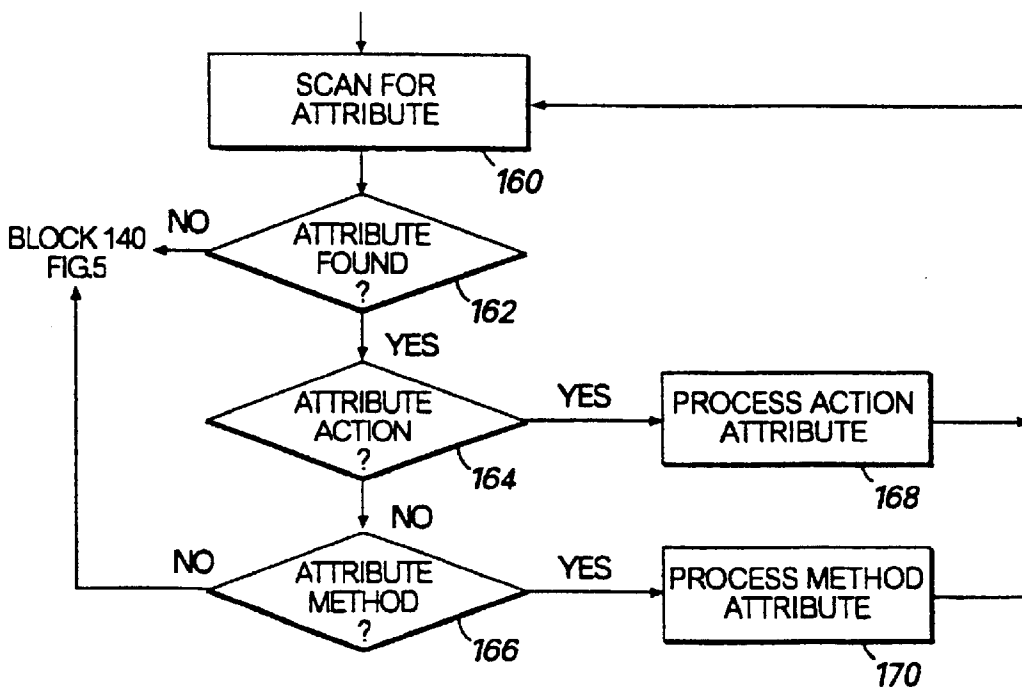 SCAN FOR
ATTRIBUTE
160
NO
BLOCK 140
FIG.5
ATTRIBUTE
FOUND
?
162
YES
ATTRIBUTE
ACTION
?
164
YES
PROCESS ACTION
ATTRIBUTE
168
NO
NO
ATTRIBUTE
METHOD
?
166
YES
PROCESS METHOD
ATTRIBUTE
170